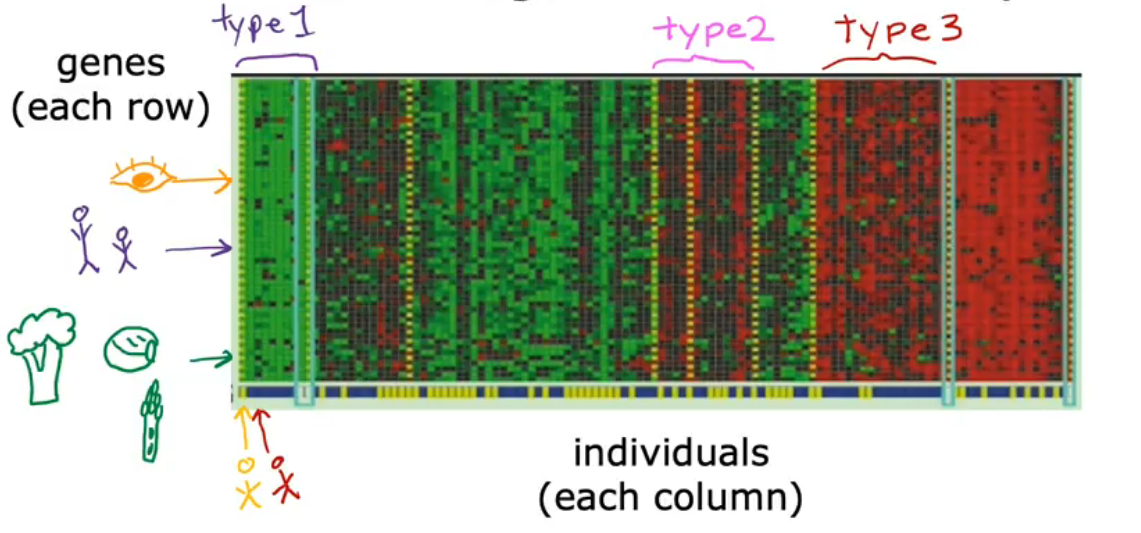 type1
type2
type3
genes
(each row)
individuals
(each column)